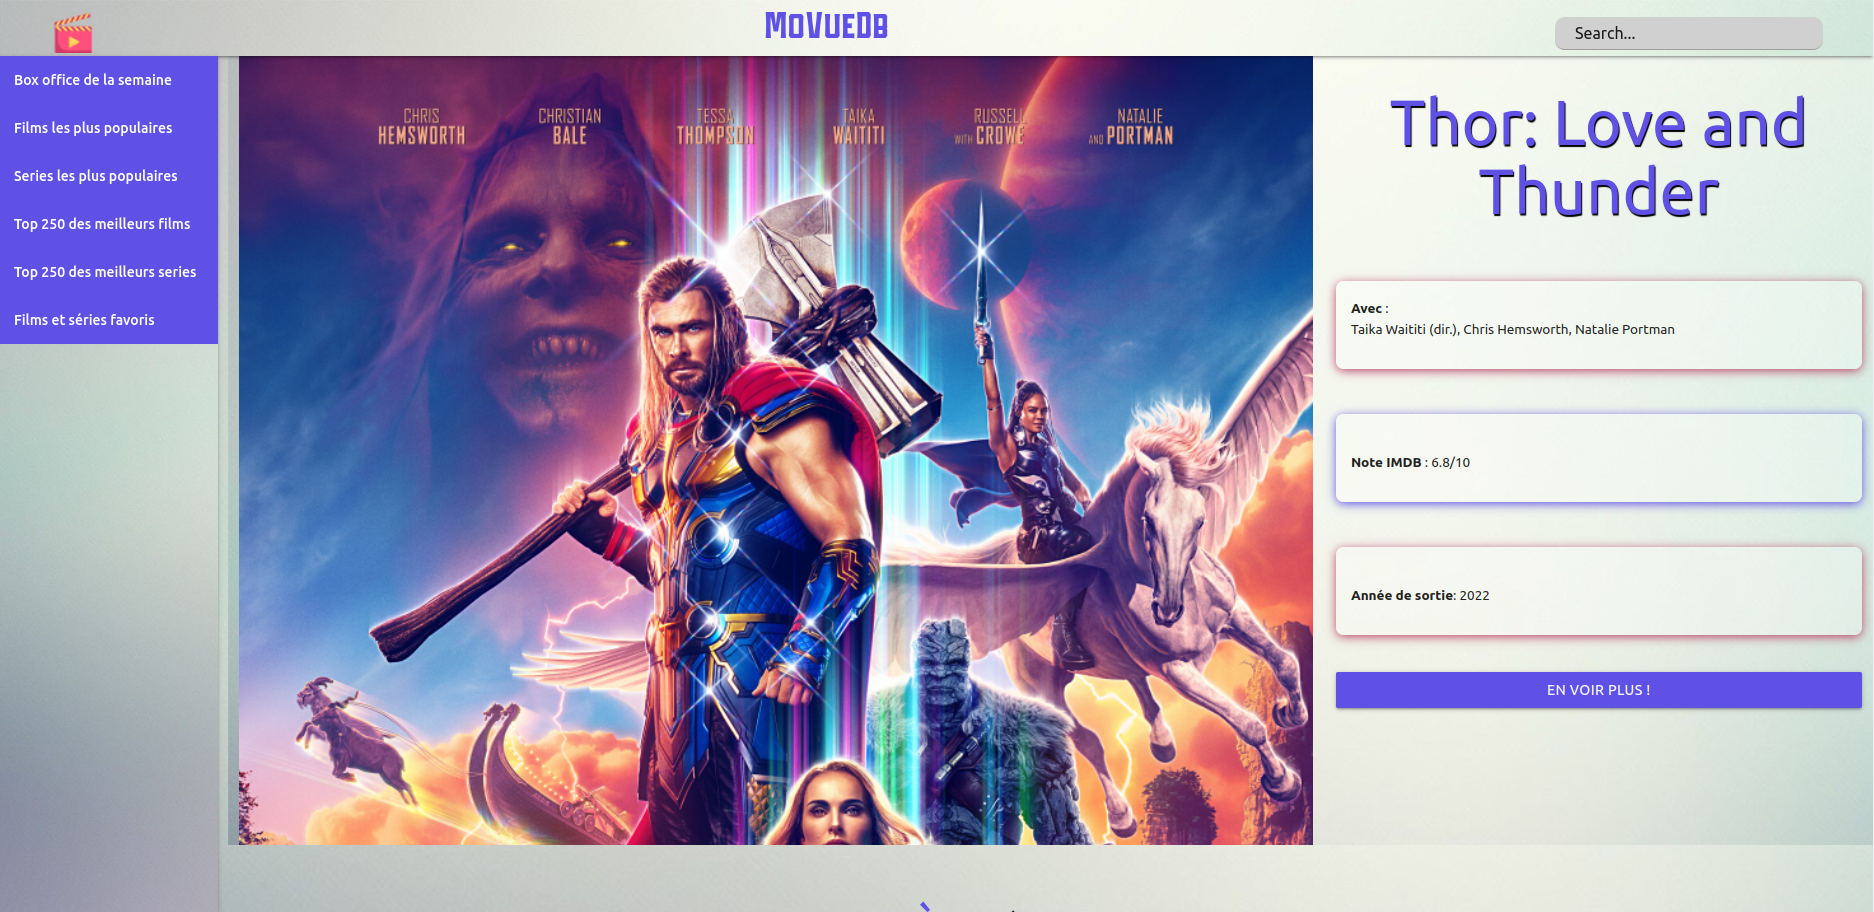 MoVueDb
Search...
Box office de la semaine
Films les plus populaires
Series les plus populaires
Top 250 des meilleurs films
Top 250 des meilleurs series
Films et séries favoris
CHRIS
HEMSWORTH
CHRISTIAN
BALE
TESSA
THOMPSON
TAIKA
WAITITI
RUSSELL
WITH CROWE
NATALIE
AND PORTMAN
Thor: Love and
Thunder
Avec :
Taika Waititi (dir.), Chris Hemsworth, Natalie Portman
Note IMDB : 6.8/10
Année de sortie: 2022
EN VOIR PLUS !